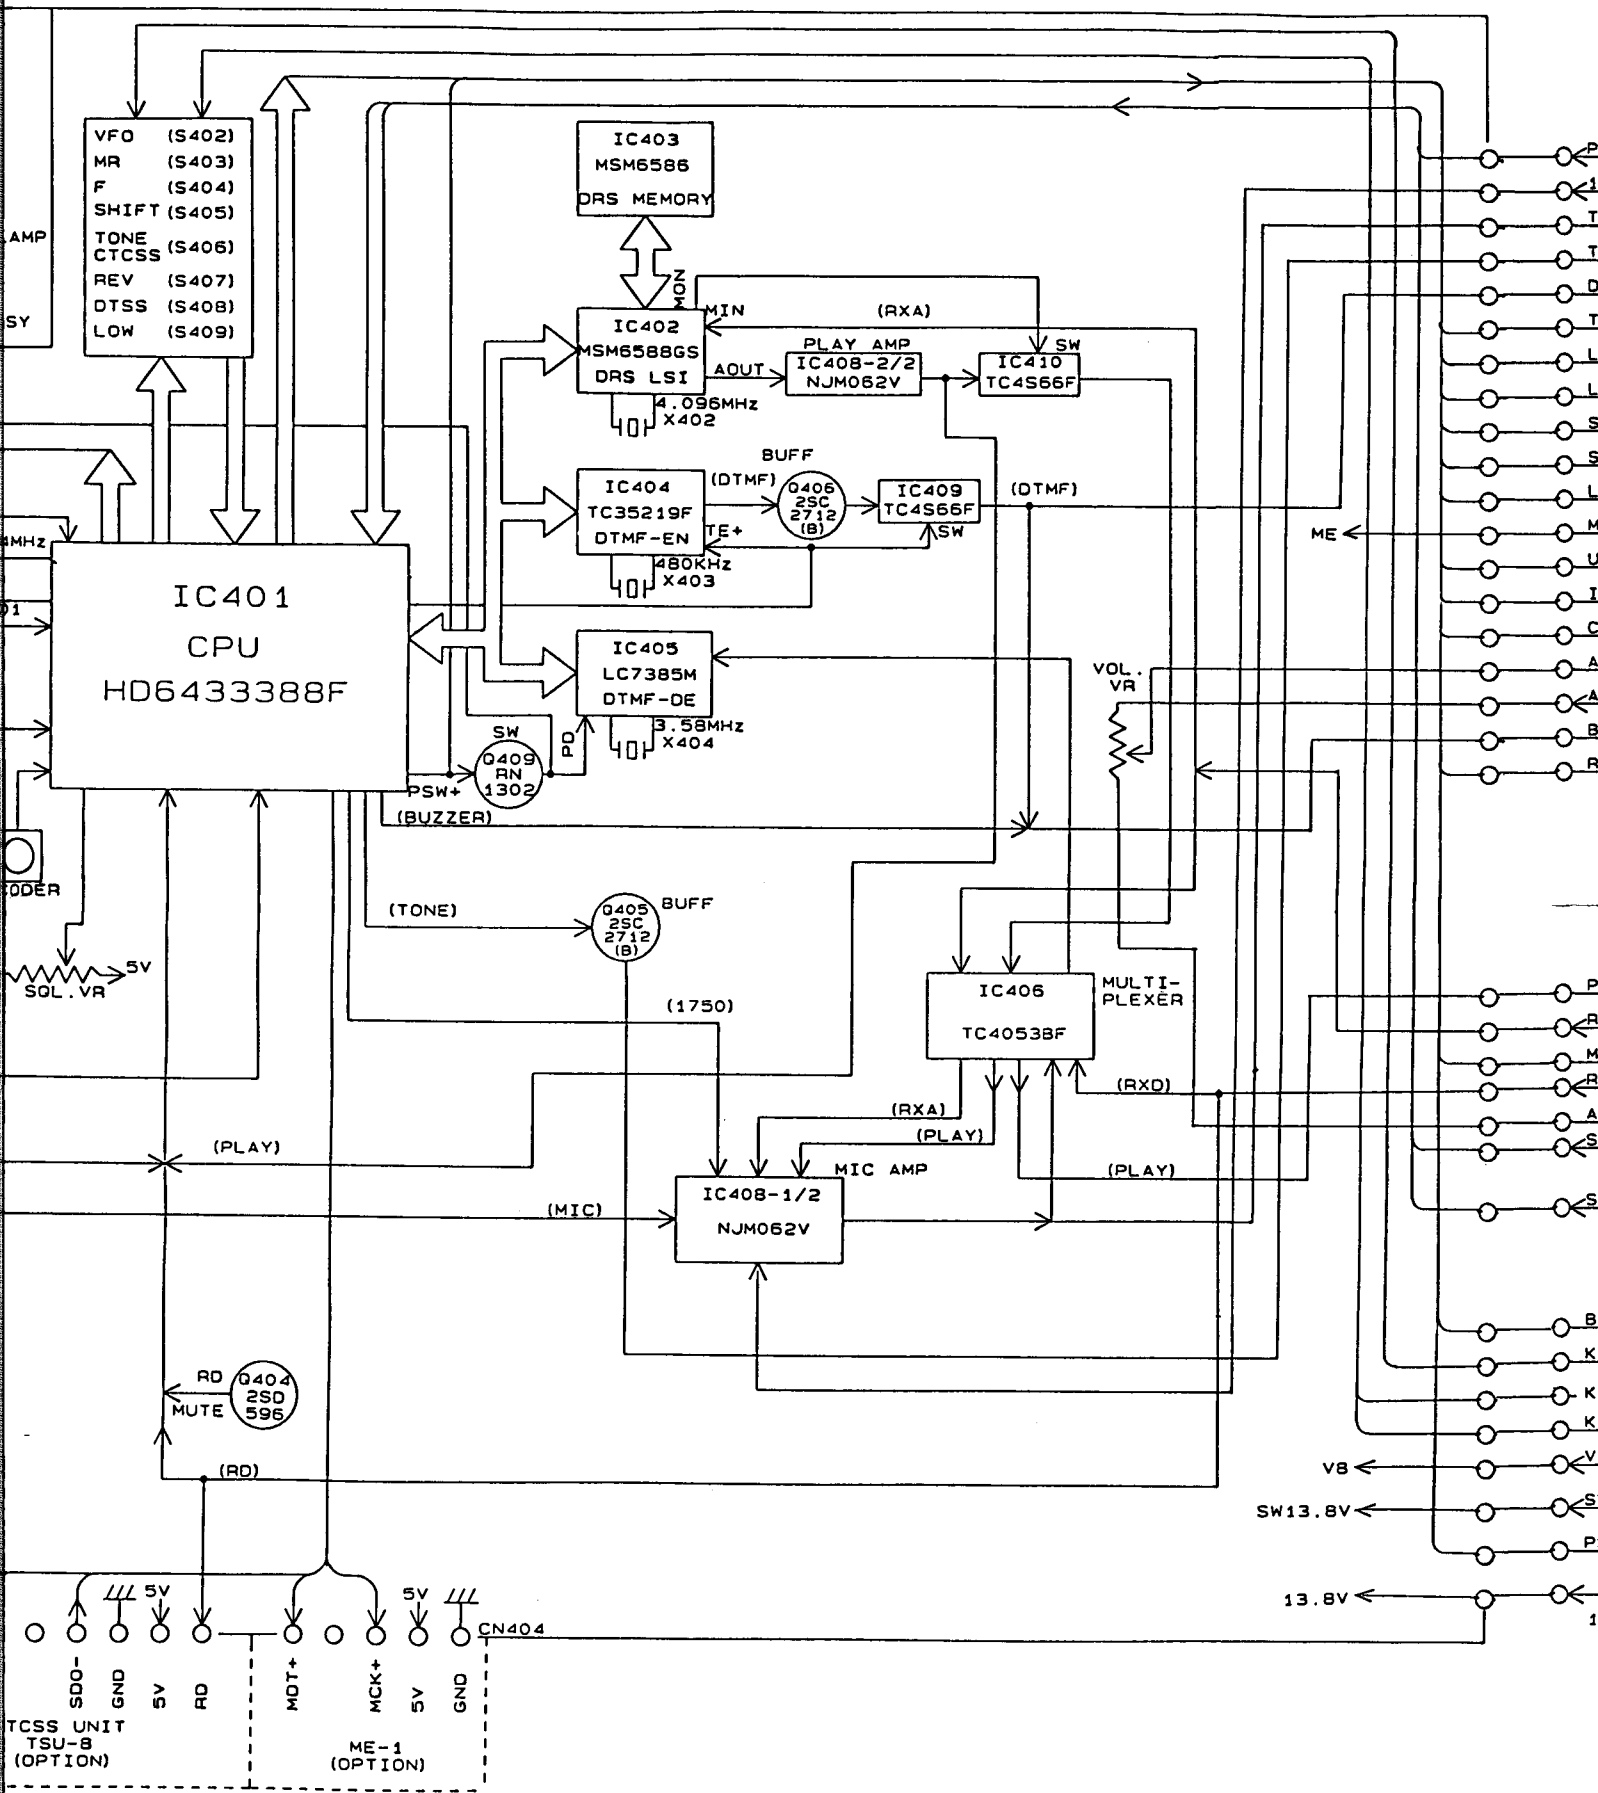 VFO (S402)
MR (S403)
F (S404)
SHIFT (S405)
TONE
CTCSS (S406)
REV (S407)
DTSS (S408)
LOW (S409)
AMP
SY
IC403
MSM6586
DRS MEMORY
MON
MIN
(RXA)
IC402
MSM6588GS
DRS LSI
AOUT
4.096MHz
X402
PLAY AMP
IC408-2/2
NJM062V
SW
IC410
TC4S66F
BUFF
IC404
TC35219F
DTMF-EN
(DTMF)
TE+
480KHz
X403
Q406
2SC
2712
(B)
IC409
TC4S66F
SW
(DTMF)
ME
MHz
IC401
CPU
HD6433388F
IC405
LC7385M
DTMF-DE
3.58MHz
X404
SW
Q409
RN
1302
PD
PSW+
(BUZZER)
VOL.
VR
ODER
(TONE)
Q405
2SC
2712
(B)
BUFF
5V
SQL.VR
(1750)
IC406
TC4053BF
MULTI-
PLEXER
(RXD)
(RXA)
(PLAY)
(PLAY)
(PLAY)
MIC AMP
IC408-1/2
NJM062V
(MIC)
RD
MUTE
Q404
2SD
596
(RD)
V8
SW13.8V
13.8V
5V
5V
CN404
SDO-
GND
5V
RD
MDT+
MCK+
5V
GND
TCSS UNIT
TSU-8
(OPTION)
ME-1
(OPTION)
P
1
T
T
D
T
L
L
S
S
L
M
U
I
C
A
A
B
R
P
R
M
R
A
S
S
B
K
K
K
V
S
P
1